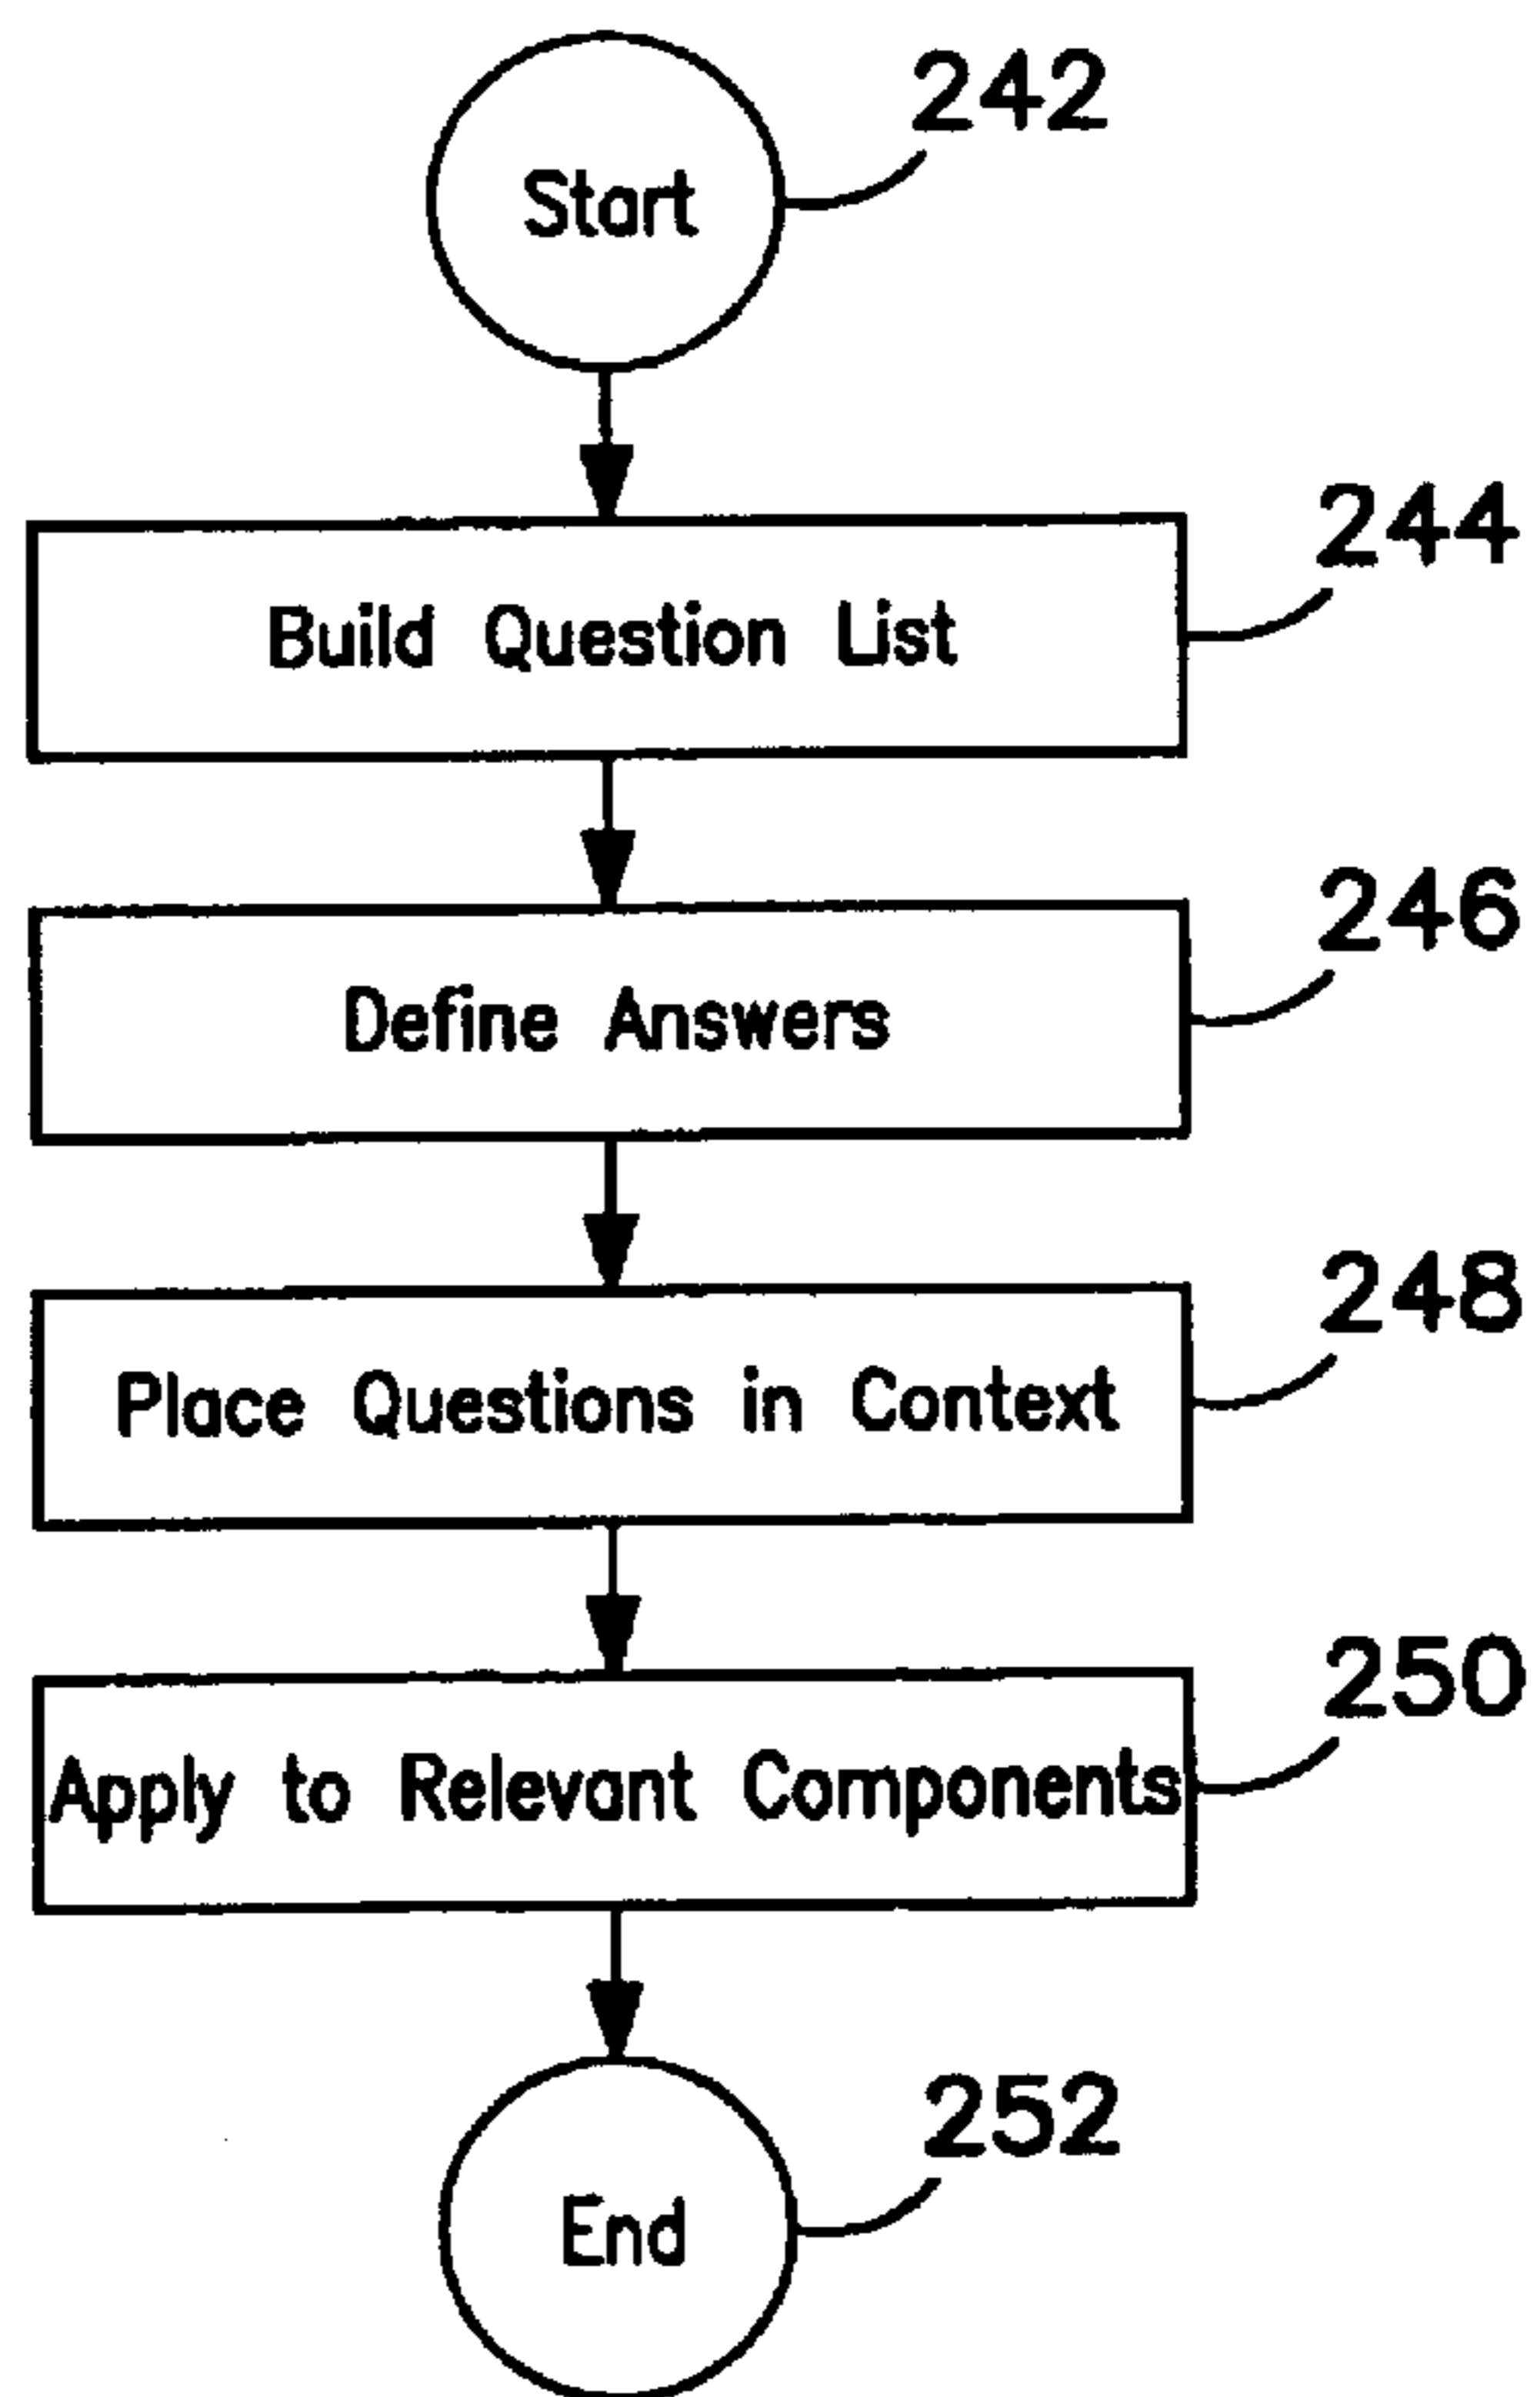 242
Start
244
Build Question List
246
Define Answers
248
Place Questions in Context
250
Apply to Relevant Components
252
End